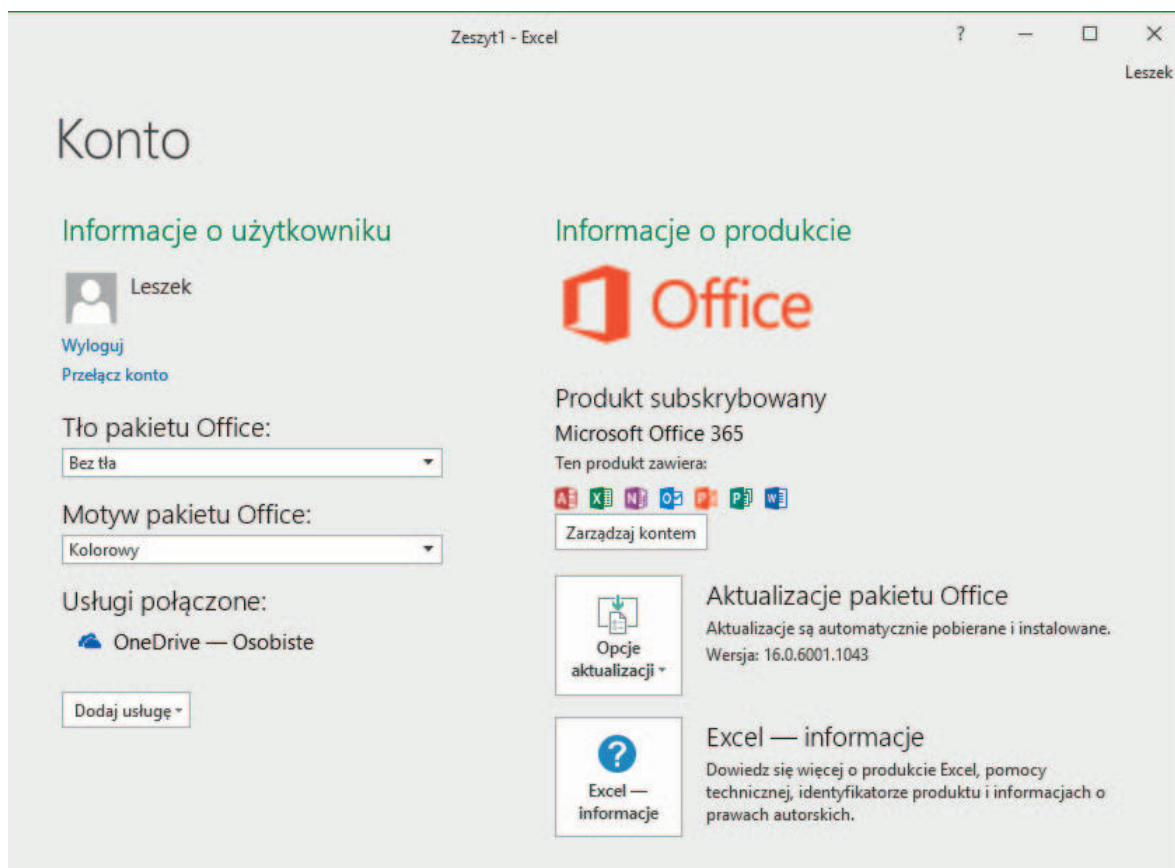 Zeszyt1 - Excel
?
Leszek
Konto
Informacje o użytkowniku
Leszek
Wyloguj
Przełącz konto
Tło pakietu Office:
Bez tła
Motyw pakietu Office:
Kolorowy
Usługi połączone:
OneDrive — Osobiste
Dodaj usługę
Informacje o produkcie
Office
Produkt subskrybowany
Microsoft Office 365
Ten produkt zawiera:
A X N O P P W
Zarządzaj kontem
Opcje
aktualizacji
Aktualizacje pakietu Office
Aktualizacje są automatycznie pobierane i instalowane.
Wersja: 16.0.6001.1043
?
Excel —
informacje
Excel — informacje
Dowiedz się więcej o produkcie Excel, pomocy
technicznej, identyfikatorze produktu i informacjach o
prawach autorskich.